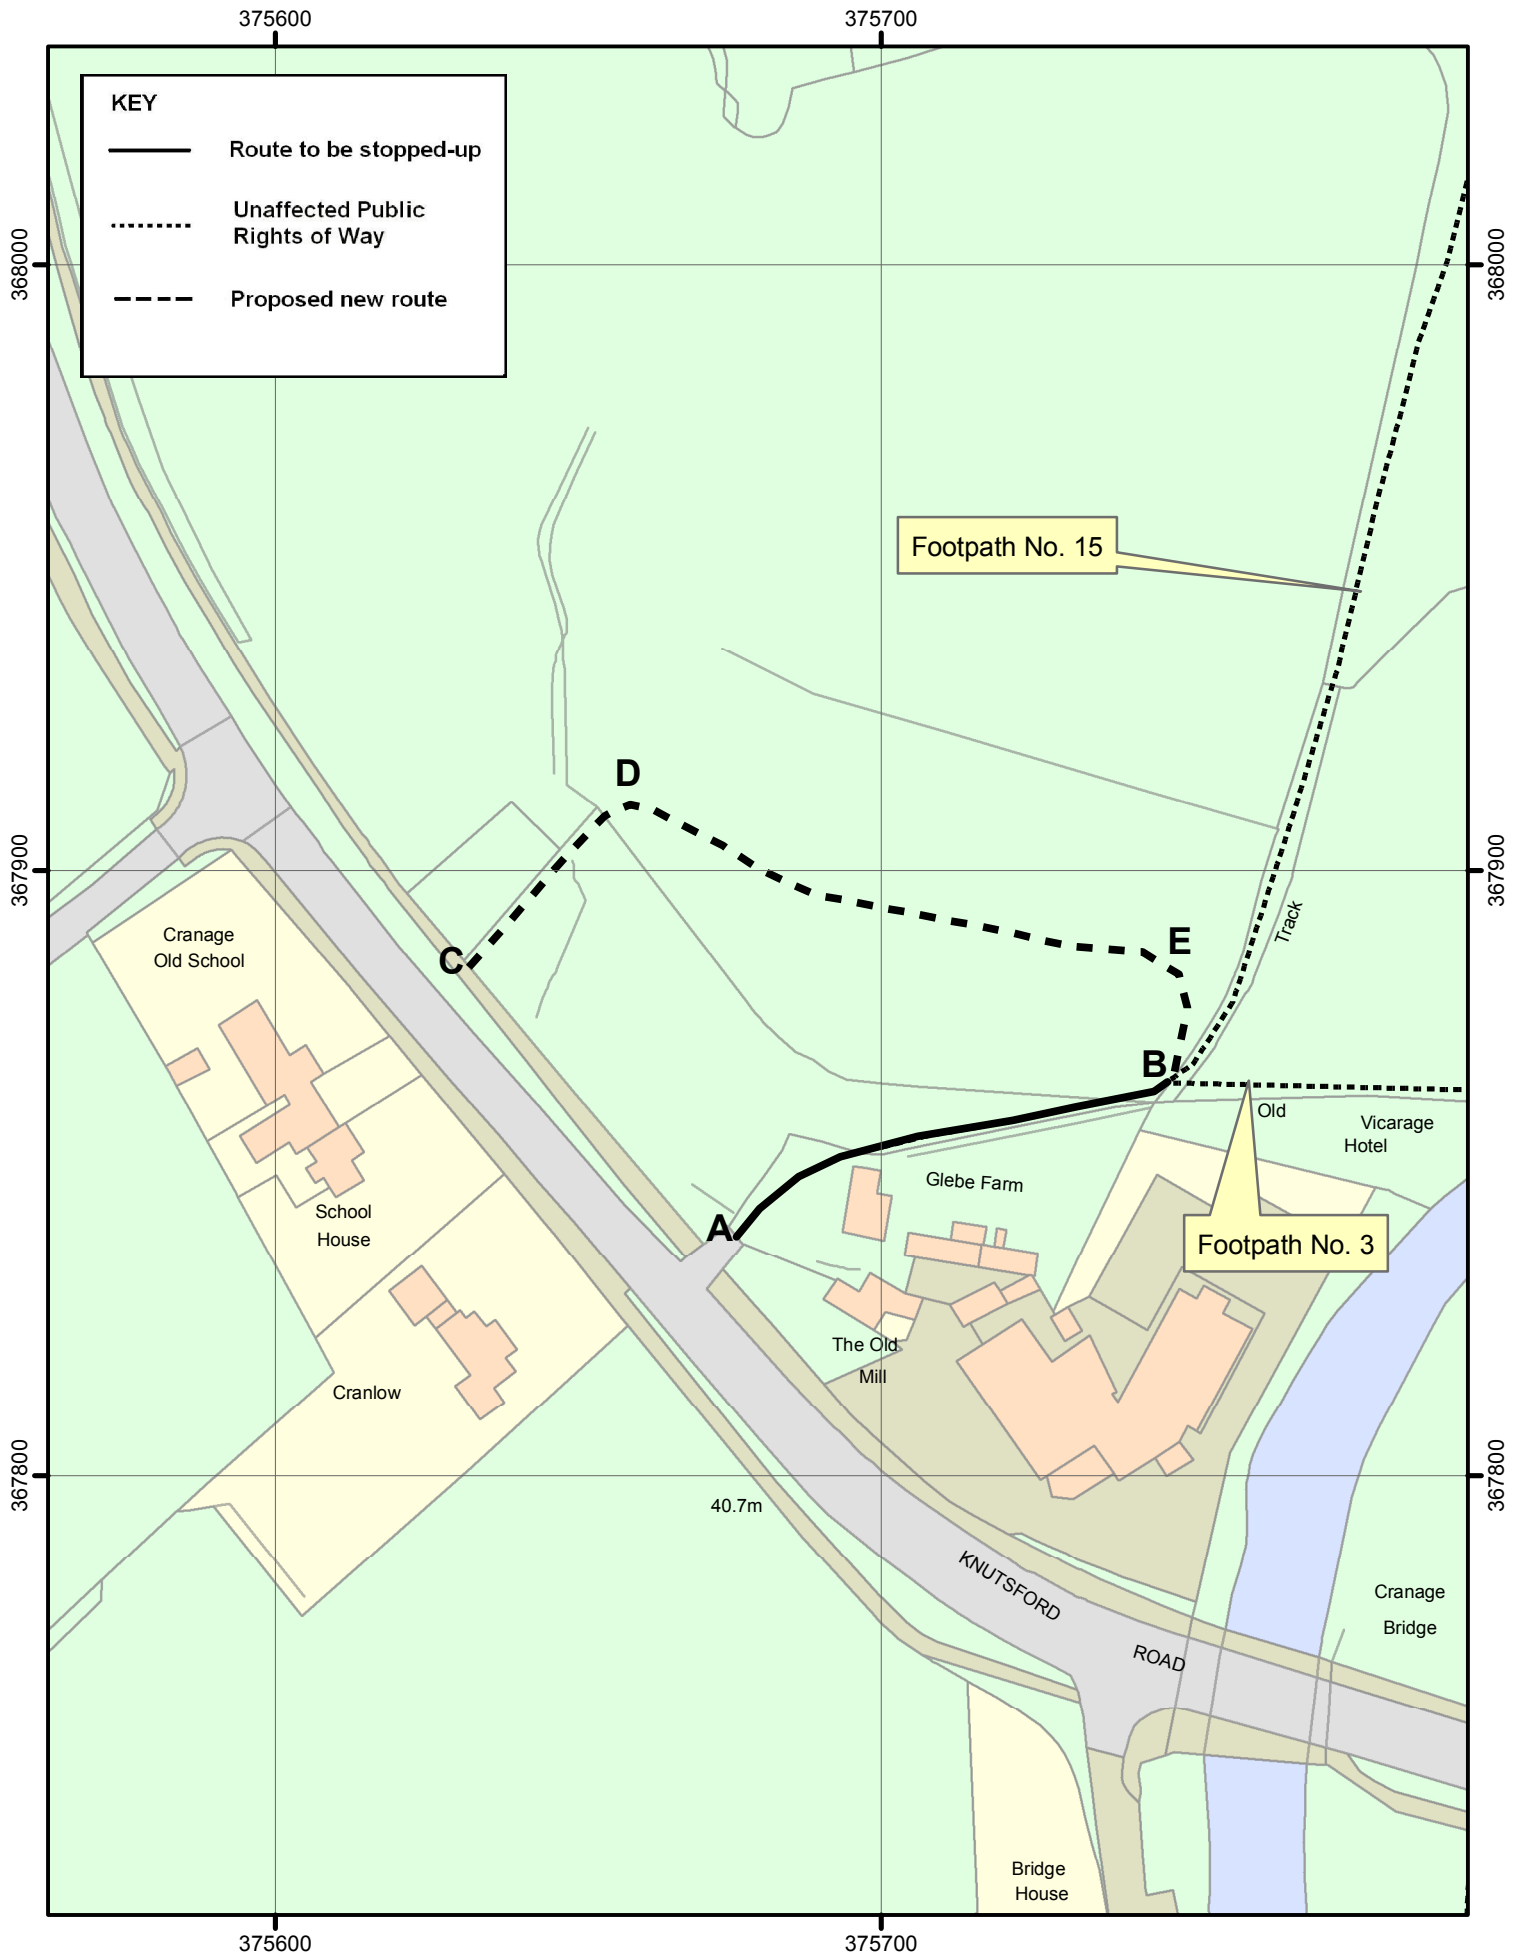 375600
375700
KEY
Route to be stopped-up
Unaffected Public
Rights of Way
Proposed new route
368000
368000
Footpath No. 15
D
367900
367900
Track
Cranage
Old School
C
E
B
Old
Vicarage
Hotel
Glebe Farm
School
House
A
Footpath No. 3
The Old
Mill
Cranlow
367800
367800
40.7m
KNUTSFORD
ROAD
Cranage
Bridge
Bridge
House
375600
375700